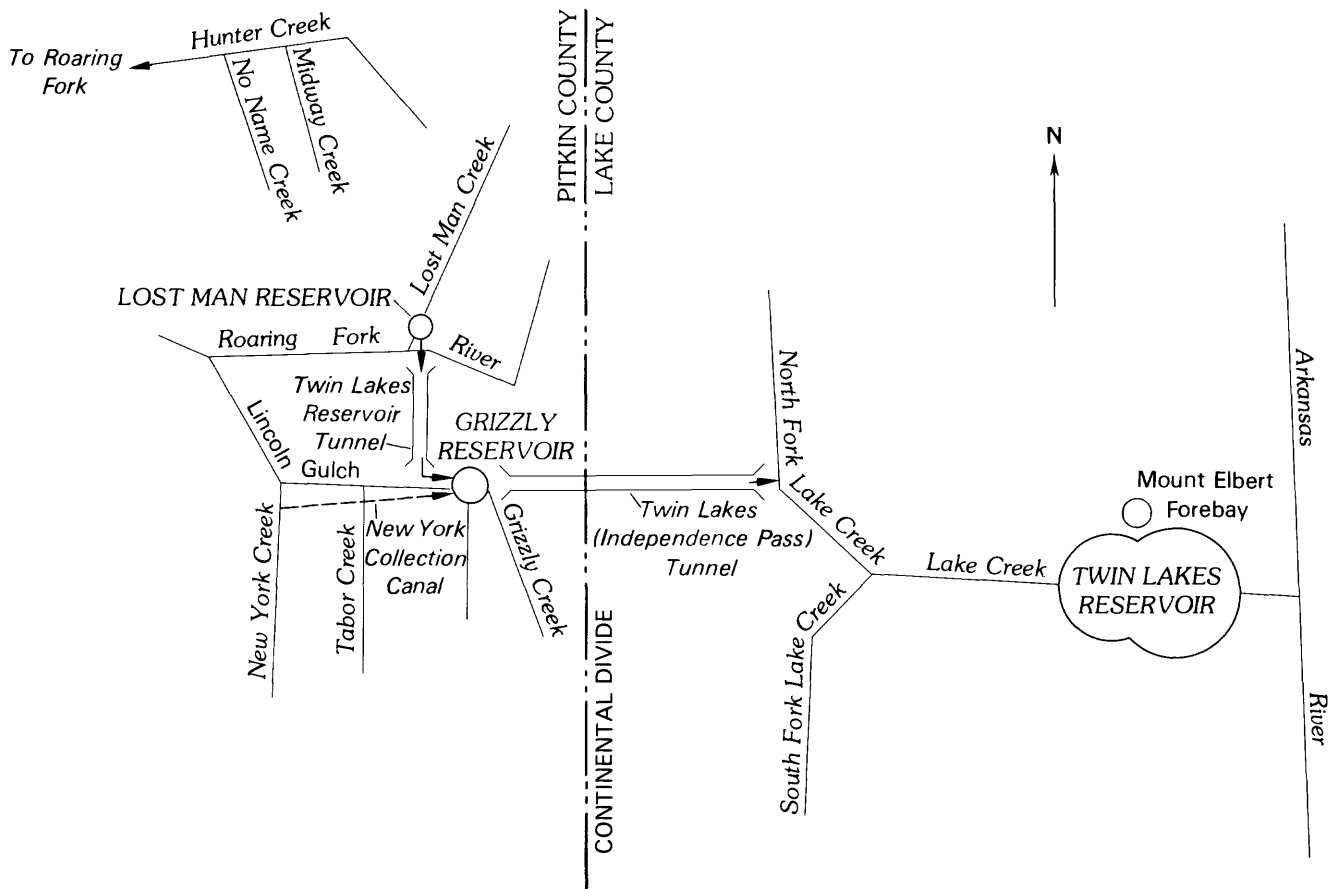 Hunter Creek
To Roaring
Fork
No Name Creek
Midway Creek
PITKIN COUNTY
LAKE COUNTY
N
Lost Man Creek
LOST MAN RESERVOIR
Roaring Fork River
Twin Lakes
Reservoir
Tunnel
GRIZZLY
RESERVOIR
Lincoln
Gulch
New York Creek
Tabor Creek
New York
Collection
Canal
Grizzly Creek
Twin Lakes
(Independence Pass)
Tunnel
North Fork Lake Creek
South Fork Lake Creek
Lake Creek
Mount Elbert
Forebay
TWIN LAKES
RESERVOIR
Arkansas
River
CONTINENTAL DIVIDE